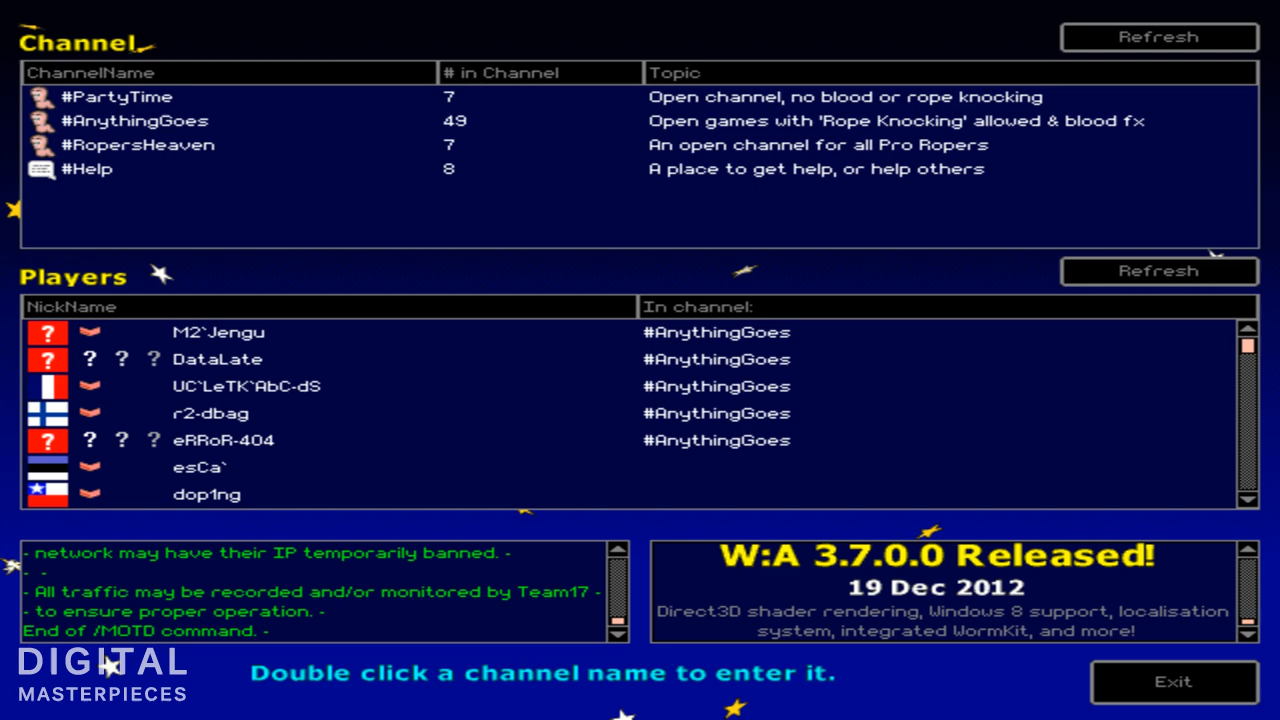 Channel
Refresh
ChannelName # in Channel Topic
#PartyTime 7 Open channel, no blood or rope knocking
#AnythingGoes 49 Open games with 'Rope Knocking' allowed & blood fx
#RopersHeaven 7 An open channel for all Pro Ropers
#Help 8 A place to get help, or help others
Players
Refresh
NickName In channel:
? M2`Jengu #AnythingGoes
? ? ? ? DataLate #AnythingGoes
UC`LeTK`AbC-dS #AnythingGoes
r2-dbag #AnythingGoes
? ? ? ? eRRoR-404 #AnythingGoes
esCa`
dop1ng
- network may have their IP temporarily banned. -
- -
- All traffic may be recorded and/or monitored by Team17 -
- to ensure proper operation. -
End of /MOTD command. -
W:A 3.7.0.0 Released!
19 Dec 2012
Direct3D shader rendering, Windows 8 support, localisation
system, integrated WormKit, and more!
DIGITAL
MASTERPIECES
Double click a channel name to enter it.
Exit